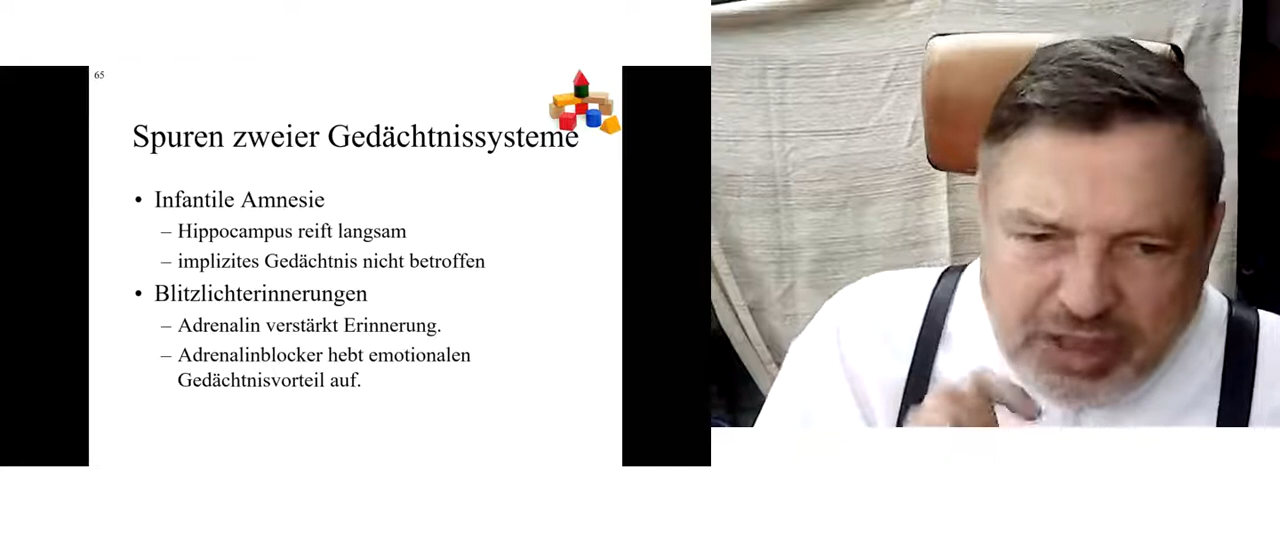 65
Spuren zweier Gedächtnissysteme
• Infantile Amnesie
– Hippocampus reift langsam
– implizites Gedächtnis nicht betroffen
• Blitzlichterinnerungen
– Adrenalin verstärkt Erinnerung.
– Adrenalinblocker hebt emotionalen
Gedächtnisvorteil auf.